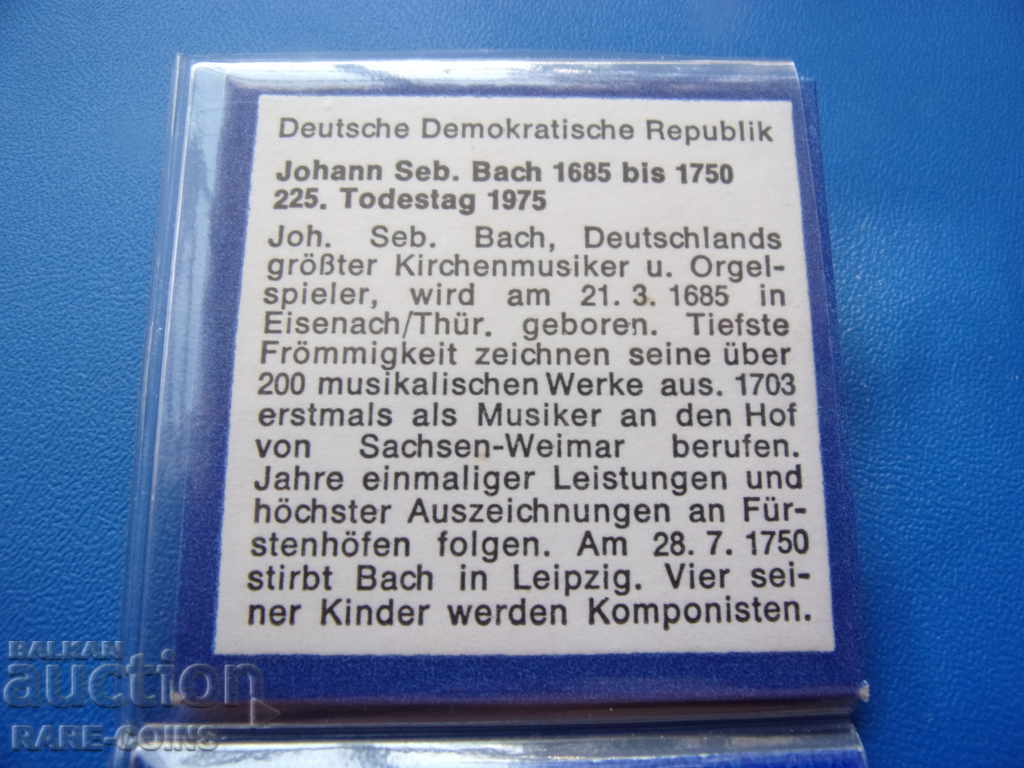 Deutsche Demokratische Republik
Johann Seb. Bach 1685 bis 1750
225. Todestag 1975
Joh. Seb. Bach, Deutschlands
größter Kirchenmusiker u. Orgel-
spieler, wird am 21. 3. 1685 in
Eisenach/Thür. geboren. Tiefste
Frömmigkeit zeichnen seine über
200 musikalischen Werke aus. 1703
erstmals als Musiker an den Hof
von Sachsen-Weimar berufen.
Jahre einmaliger Leistungen und
höchster Auszeichnungen an Für-
stenhöfen folgen. Am 28. 7. 1750
stirbt Bach in Leipzig. Vier sei-
ner Kinder werden Komponisten.
BALKAN
auction
RARE-COINS